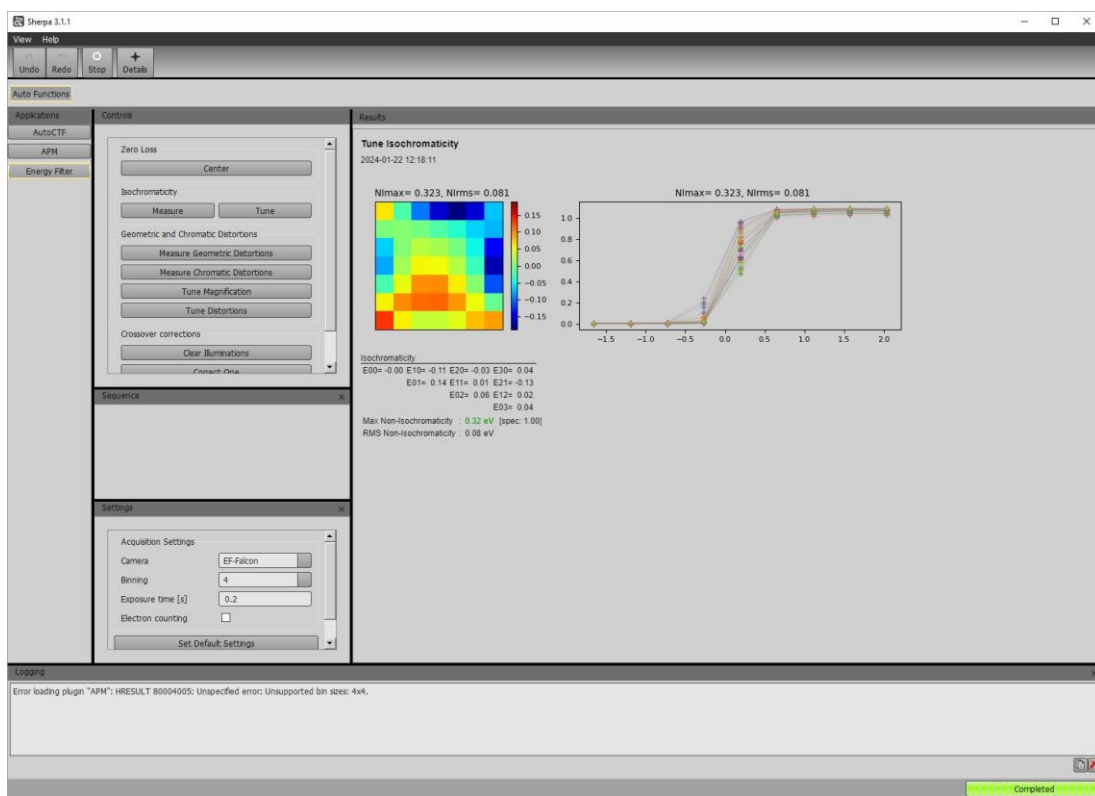 Sherpa 3.1.1
View Help
Undo Redo Stop Details
Auto Functions
Applications
AutoCTF
APM
Energy Filter
Controls
Zero Loss
Center
Isochromaticity
Measure Tune
Geometric and Chromatic Distortions
Measure Geometric Distortions
Measure Chromatic Distortions
Tune Magnification
Tune Distortions
Crossover corrections
Clear Illuminations
Correct One
Sequence
Settings
Acquisition Settings
Camera EF-Falcon
Binning 4
Exposure time [s] 0.2
Electron counting
Set Default Settings
Results
Tune Isochromaticity
2024-01-22 12:18:11
NImax= 0.323, NIrms= 0.081
0.15
0.10
0.05
0.00
−0.05
−0.10
−0.15
NImax= 0.323, NIrms= 0.081
1.0
0.8
0.6
0.4
0.2
0.0
−1.5 −1.0 −0.5 0.0 0.5 1.0 1.5 2.0
Isochromaticity
E00= -0.00 E10= -0.11 E20= -0.03 E30= 0.04
E01= 0.14 E11= 0.01 E21= -0.13
E02= 0.06 E12= 0.02
E03= 0.04
Max Non-Isochromaticity : 0.32 eV [spec: 1.00]
RMS Non-Isochromaticity : 0.08 eV
Logging
Error loading plugin "APM": HRESULT 80004005: Unspecified error: Unsupported bin sizes: 4x4.
Completed